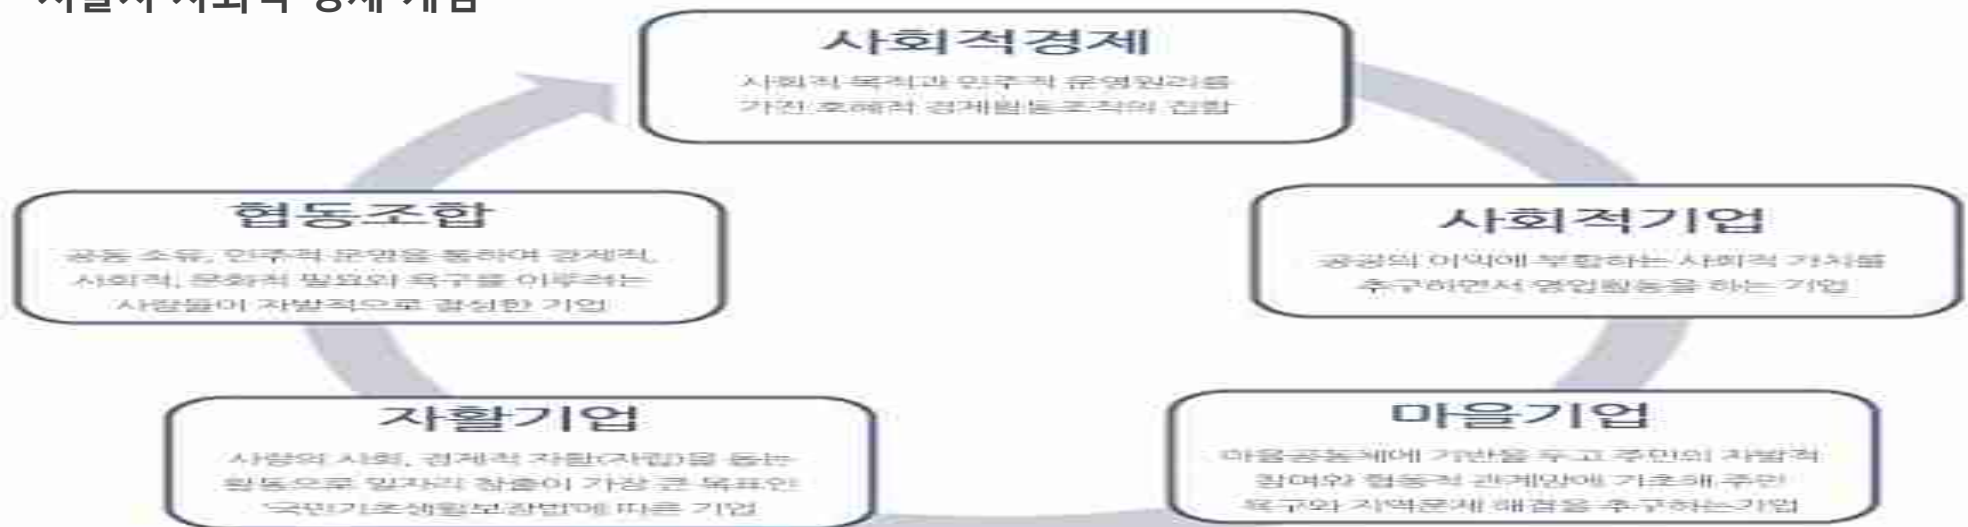 사회적 경제 개념
사회적경제
사회적 목적과 민주적 운영원리를
가진 호혜적 경제활동조직의 집합
협동조합
공동 소유, 민주적 운영을 통하여 경제적,
사회적, 문화적 필요와 욕구를 이루려는
사람들이 자발적으로 결성한 기업
사회적기업
공공의 이익에 부합하는 사회적 가치를
추구하면서 영업활동을 하는 기업
자활기업
사람의 사회, 경제적 자활(자립)을 돕는
활동으로 일자리 창출이 가장 큰 목표인
'국민기초생활보장법'에 따른 기업
마을기업
마을공동체에 기반을 두고 주민의 자발적
참여와 협동적 관계망에 기초해 주민
욕구와 지역문제 해결을 추구하는기업